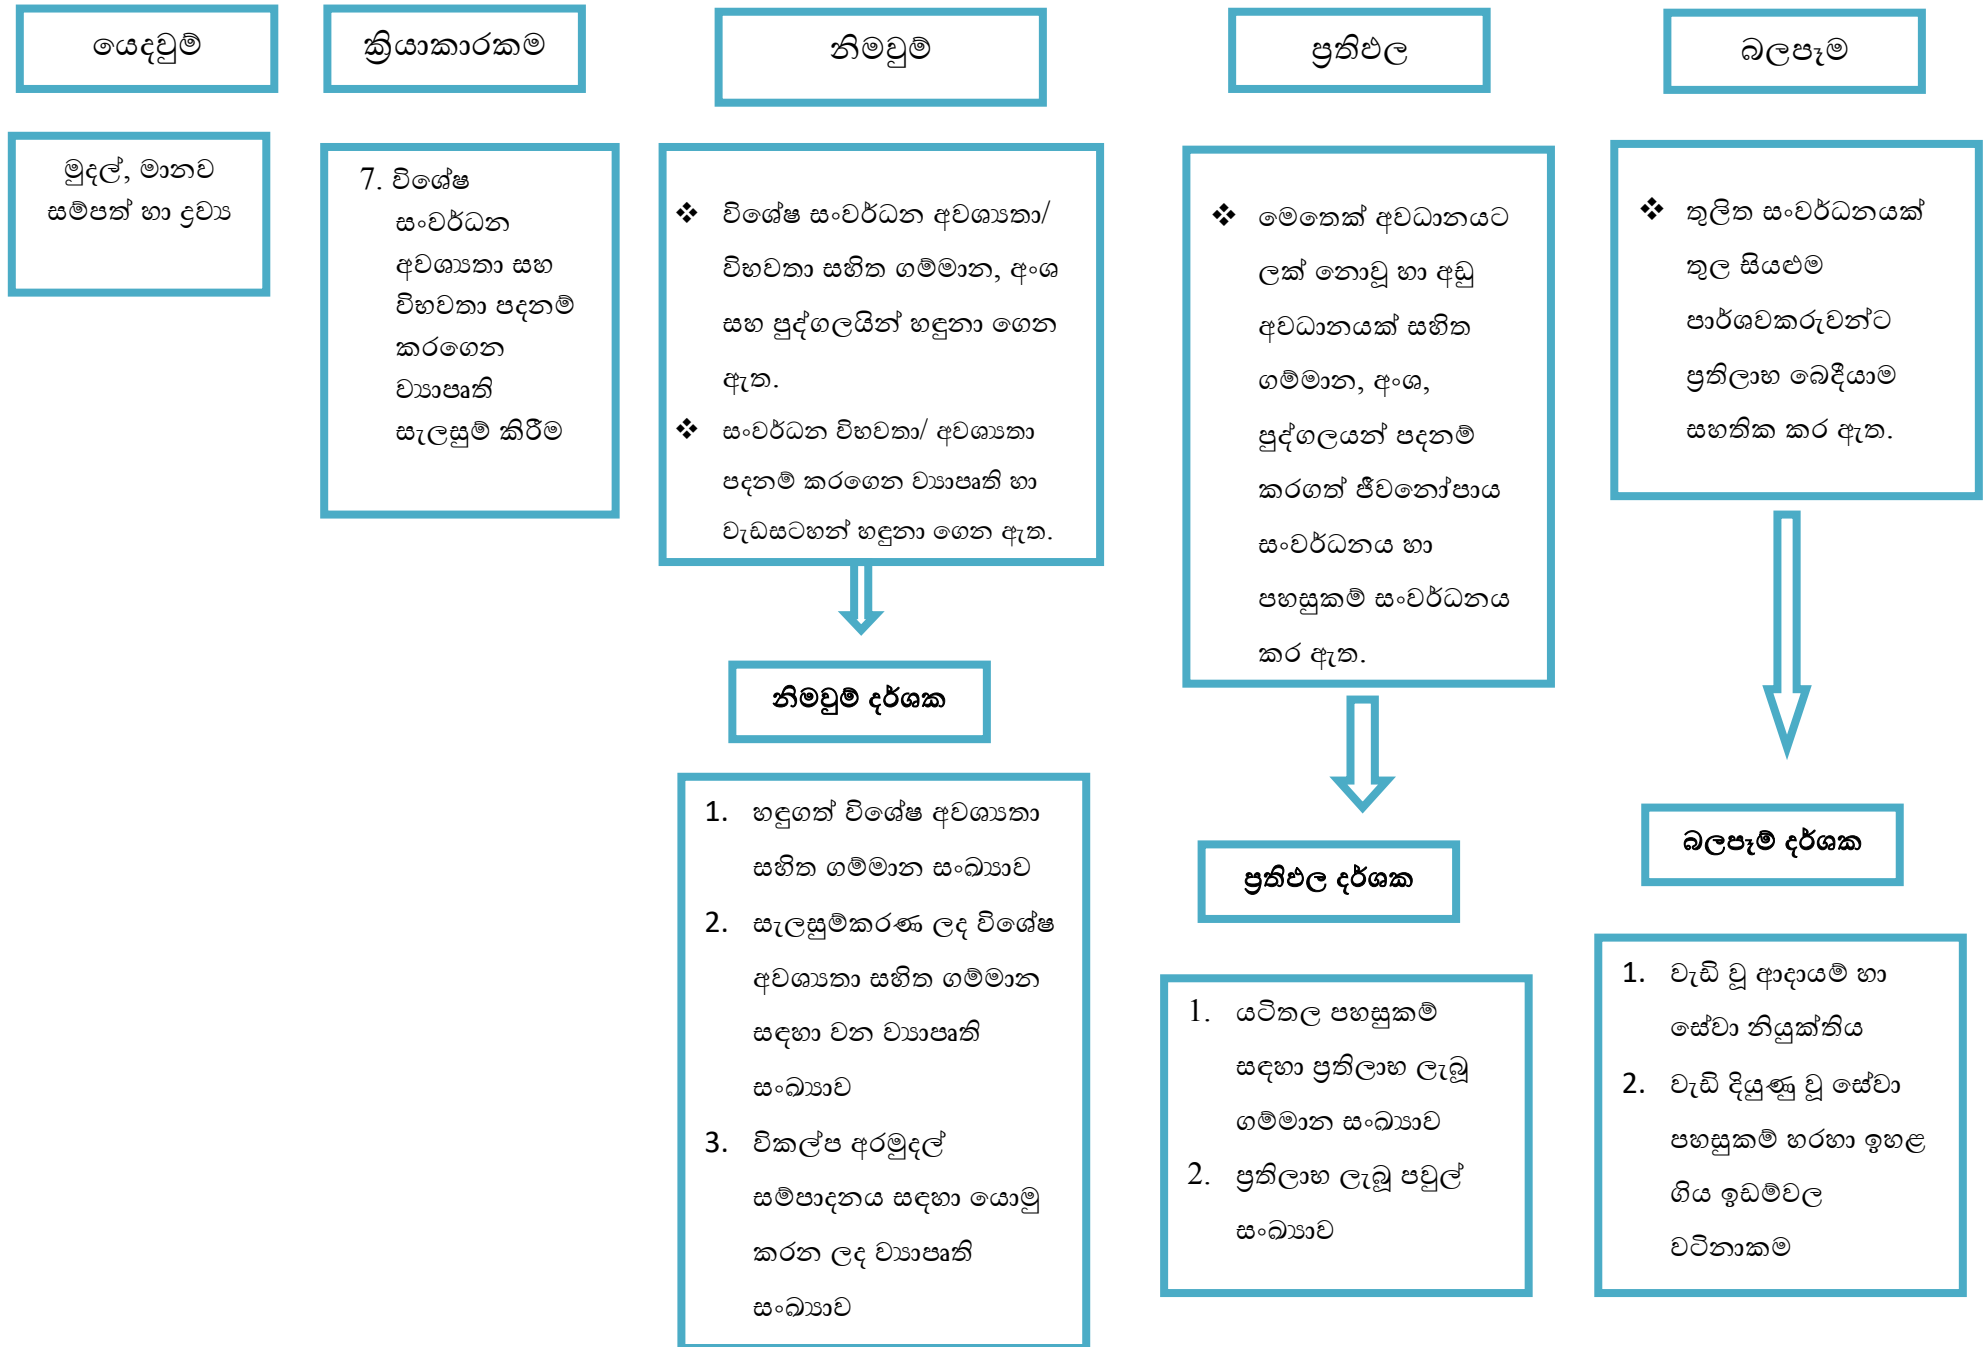 යෙදවුම්
ක්‍රියාකාරකම
නිමවුම්
ප්‍රතිඵල
බලපෑම
මුදල්, මානව
සම්පත් හා ද්‍රව්‍ය
7. විශේෂ
සංවර්ධන
අවශ්‍යතා සහ
විභවතා පදනම්
කරගෙන
ව්‍යාපෘති
සැලසුම් කිරීම
❖ විශේෂ සංවර්ධන අවශ්‍යතා/
විභවතා සහිත ගම්මාන, අංශ
සහ පුද්ගලයින් හඳුනා ගෙන
ඇත.
❖ සංවර්ධන විභවතා/ අවශ්‍යතා
පදනම් කරගෙන ව්‍යාපෘති හා
වැඩසටහන් හඳුනා ගෙන ඇත.
❖ මෙතෙක් අවධානයට
ලක් නොවූ හා අඩු
අවධානයක් සහිත
ගම්මාන, අංශ,
පුද්ගලයන් පදනම්
කරගත් ජීවනෝපාය
සංවර්ධනය හා
පහසුකම් සංවර්ධනය
කර ඇත.
❖ තුලිත සංවර්ධනයක්
තුල සියළුම
පාර්ශවකරුවන්ට
ප්‍රතිලාභ බෙදීයාම
සහතික කර ඇත.
නිමවුම් දර්ශක
1. හඳුගත් විශේෂ අවශ්‍යතා
සහිත ගම්මාන සංඛ්‍යාව
2. සැලසුම්කරණ ලද විශේෂ
අවශ්‍යතා සහිත ගම්මාන
සඳහා වන ව්‍යාපෘති
සංඛ්‍යාව
3. විකල්ප අරමුදල්
සම්පාදනය සඳහා යොමු
කරන ලද ව්‍යාපෘති
සංඛ්‍යාව
ප්‍රතිඵල දර්ශක
1. යටිතල පහසුකම්
සඳහා ප්‍රතිලාභ ලැබූ
ගම්මාන සංඛ්‍යාව
2. ප්‍රතිලාභ ලැබූ පවුල්
සංඛ්‍යාව
බලපෑම් දර්ශක
1. වැඩි වූ ආදායම් හා
සේවා නියුක්තිය
2. වැඩි දියුණු වූ සේවා
පහසුකම් හරහා ඉහළ
ගිය ඉඩම්වල
වටිනාකම